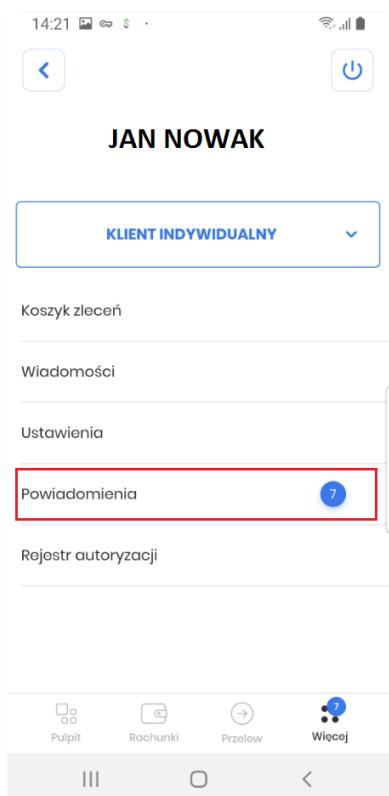 14:21
JAN NOWAK
KLIENT INDYWIDUALNY
Koszyk zleceń
Wiadomości
Ustawienia
Powiadomienia 7
Rejestr autoryzacji
7
Pulpit Rachunki Przelew Więcej